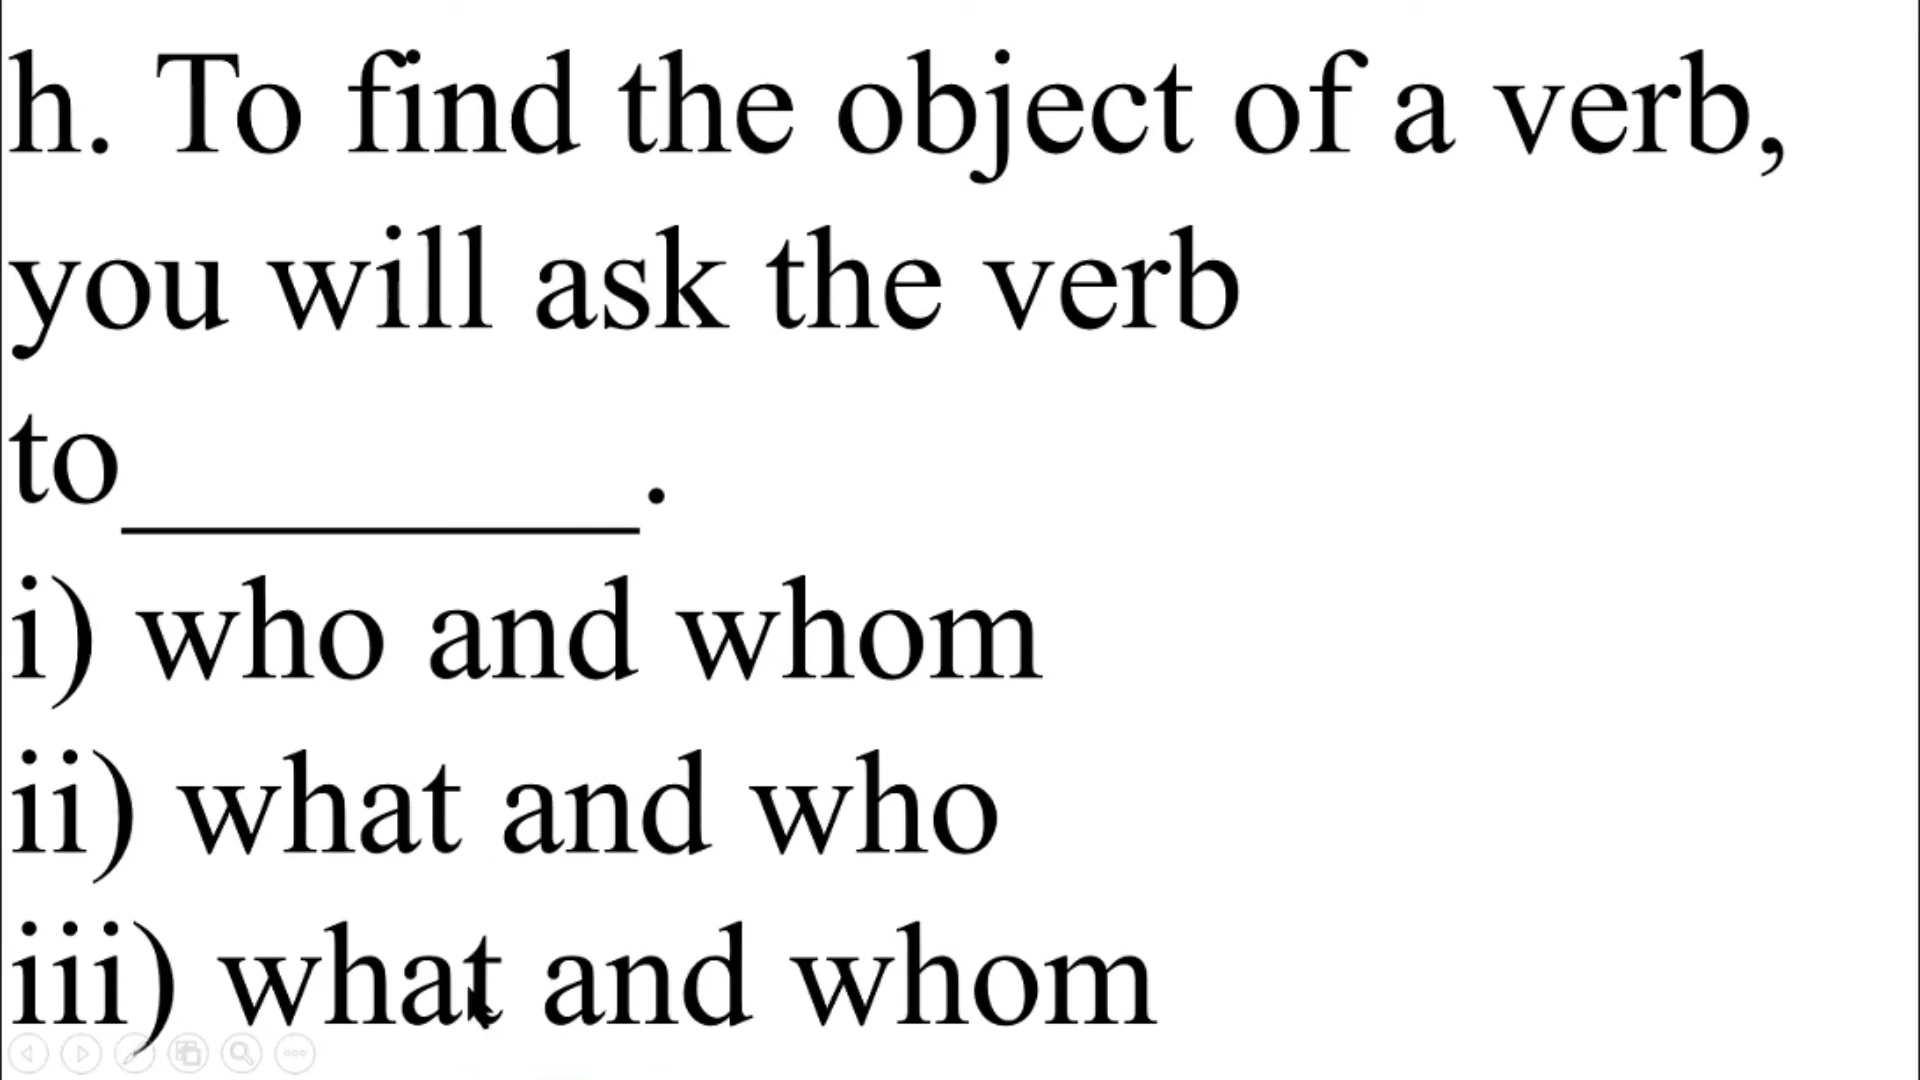 h. To find the object of a verb,
you will ask the verb
to_________.
i) who and whom
ii) what and who
iii) what and whom